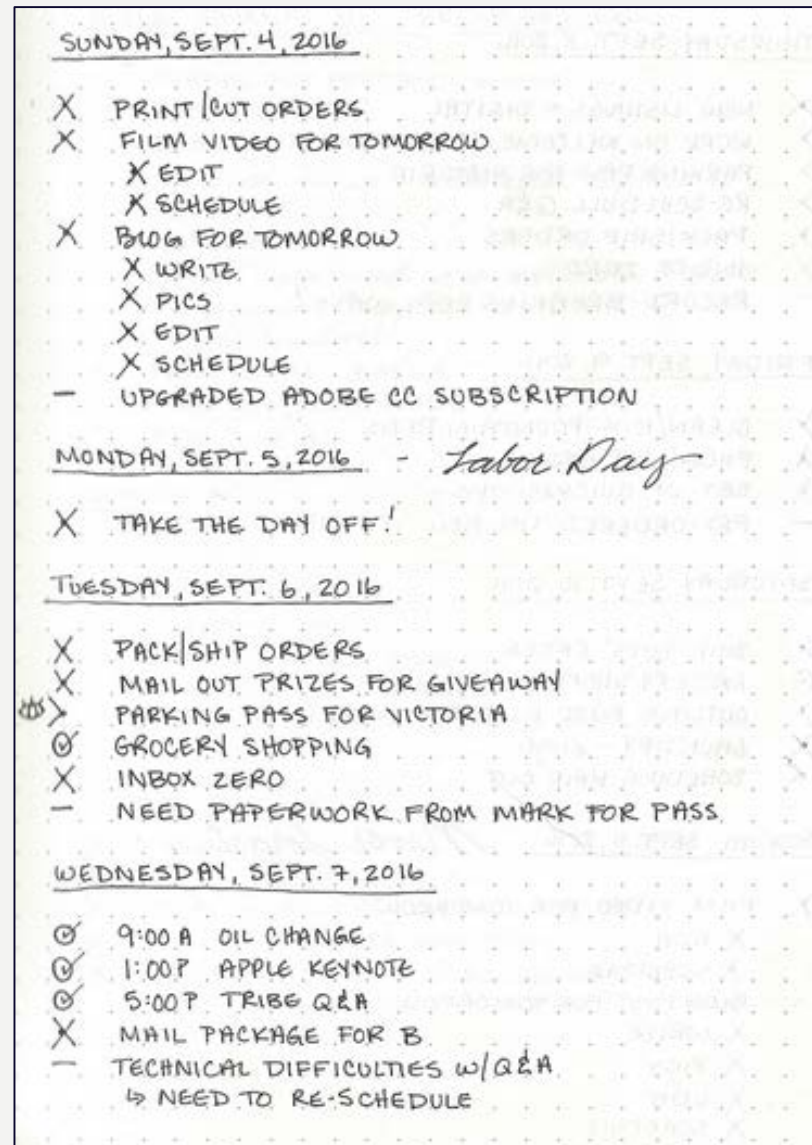 SUNDAY, SEPT. 4, 2016
X PRINT/CUT ORDERS
X FILM VIDEO FOR TOMORROW
X EDIT
X SCHEDULE
X BLOG FOR TOMORROW
X WRITE
X PICS
X EDIT
X SCHEDULE
— UPGRADED ADOBE CC SUBSCRIPTION
MONDAY, SEPT. 5, 2016 - Labor Day
X TAKE THE DAY OFF!
TUESDAY, SEPT. 6, 2016
X PACK/SHIP ORDERS
X MAIL OUT PRIZES FOR GIVEAWAY
> PARKING PASS FOR VICTORIA
GROCERY SHOPPING
X INBOX ZERO
— NEED PAPERWORK FROM MARK FOR PASS
WEDNESDAY, SEPT. 7, 2016
9:00A OIL CHANGE
1:00P APPLE KEYNOTE
5:00P TRIBE Q&A
X MAIL PACKAGE FOR B
— TECHNICAL DIFFICULTIES W/Q&A
↳ NEED TO RE-SCHEDULE